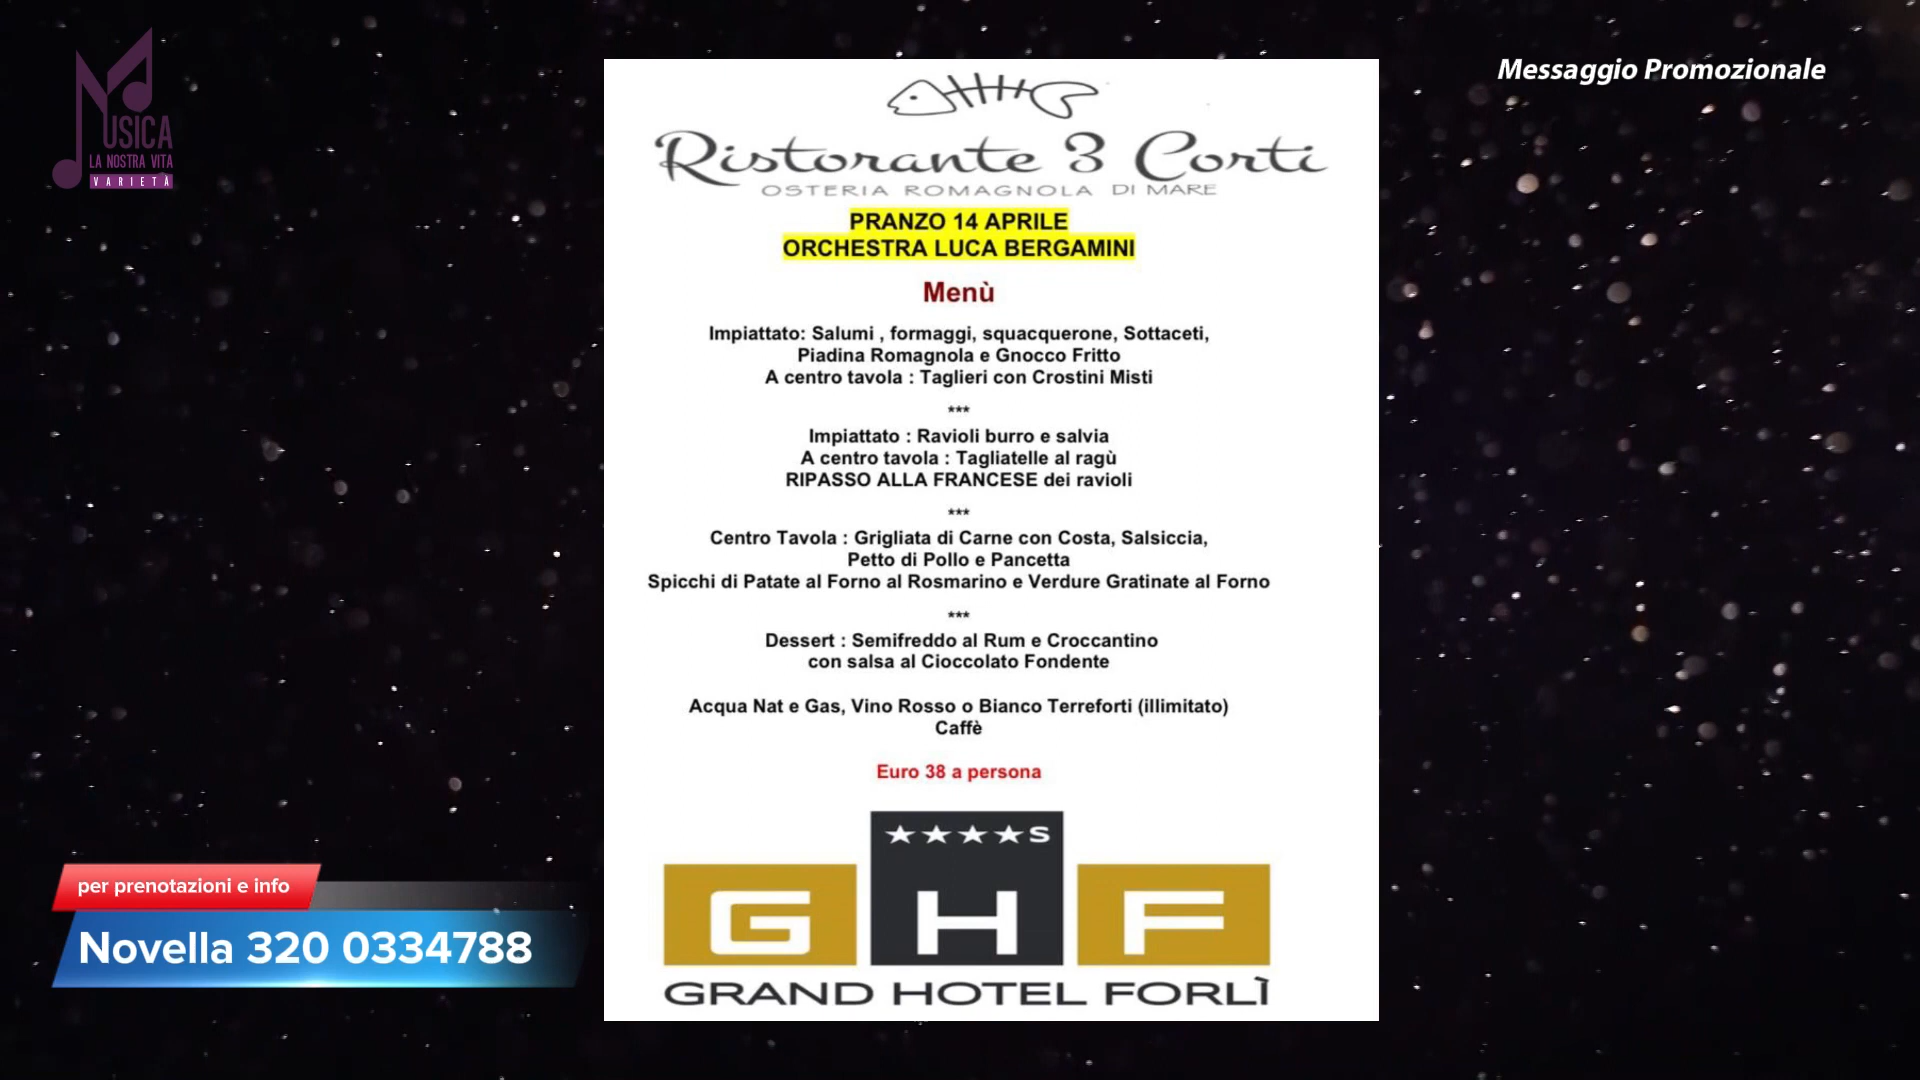 MUSICA
LA NOSTRA VITA
VARIETÀ
Messaggio Promozionale
Ristorante 3 Corti
OSTERIA ROMAGNOLA DI MARE
PRANZO 14 APRILE
ORCHESTRA LUCA BERGAMINI
Menù
Impiattato: Salumi , formaggi, squacquerone, Sottaceti,
Piadina Romagnola e Gnocco Fritto
A centro tavola : Taglieri con Crostini Misti
***
Impiattato : Ravioli burro e salvia
A centro tavola : Tagliatelle al ragù
RIPASSO ALLA FRANCESE dei ravioli
***
Centro Tavola : Grigliata di Carne con Costa, Salsiccia,
Petto di Pollo e Pancetta
Spicchi di Patate al Forno al Rosmarino e Verdure Gratinate al Forno
***
Dessert : Semifreddo al Rum e Croccantino
con salsa al Cioccolato Fondente
Acqua Nat e Gas, Vino Rosso o Bianco Terreforti (illimitato)
Caffè
Euro 38 a persona
★★★★S
GHF
GRAND HOTEL FORLÌ
per prenotazioni e info
Novella 320 0334788